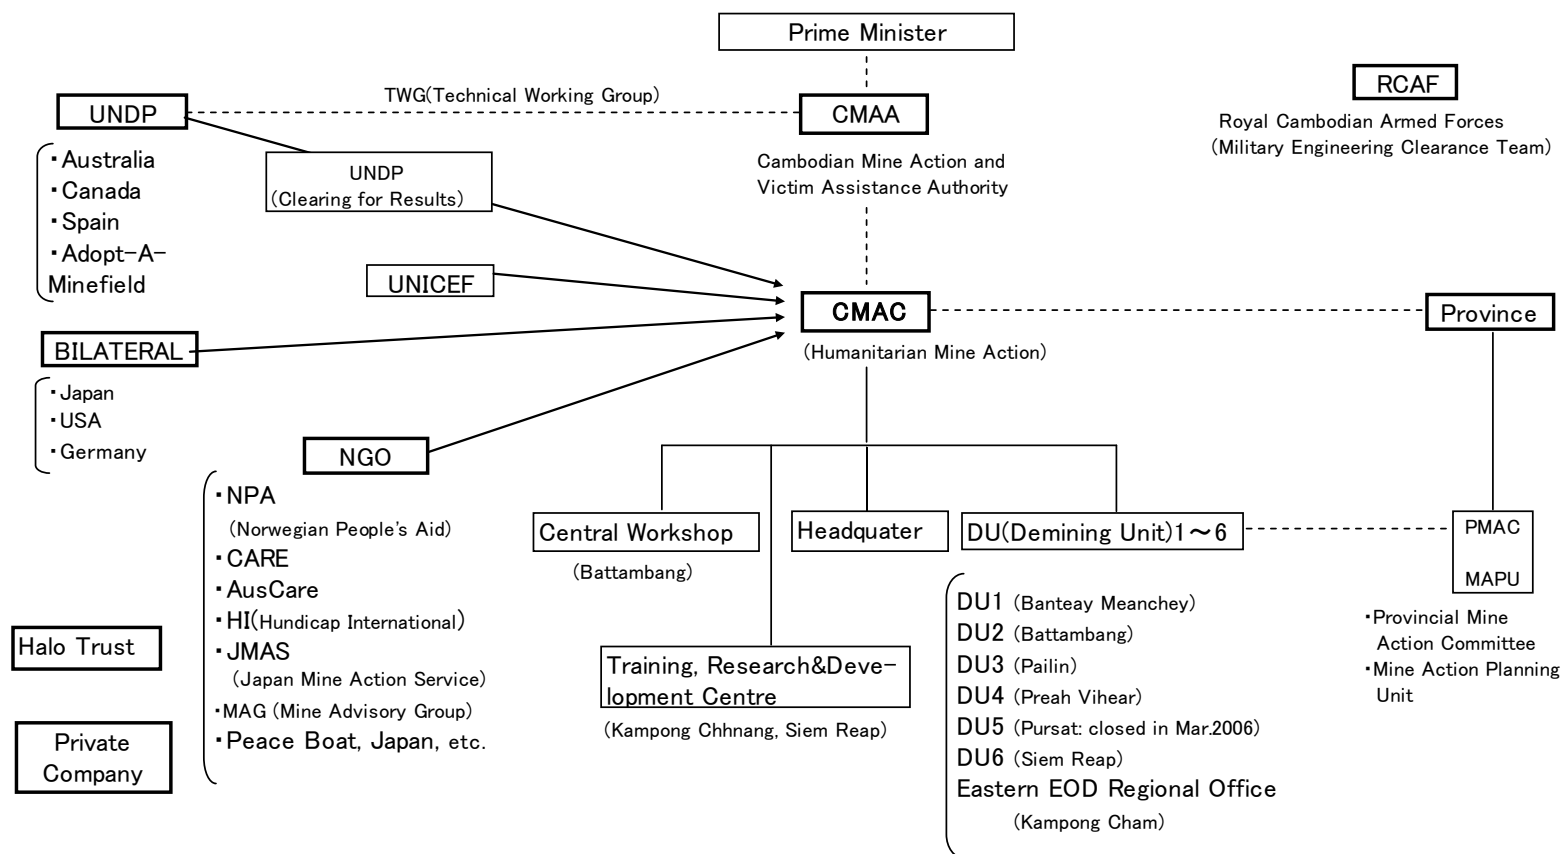 Prime Minister
TWG(Technical Working Group)
UNDP
CMAA
RCAF
Royal Cambodian Armed Forces
(Military Engineering Clearance Team)
・Australia
・Canada
・Spain
・Adopt-A-
Minefield
UNDP
(Clearing for Results)
Cambodian Mine Action and
Victim Assistance Authority
UNICEF
CMAC
(Humanitarian Mine Action)
Province
BILATERAL
・Japan
・USA
・Germany
NGO
・NPA
(Norwegian People's Aid)
・CARE
・AusCare
・HI(Hundicap International)
・JMAS
(Japan Mine Action Service)
・MAG (Mine Advisory Group)
・Peace Boat, Japan, etc.
Central Workshop
(Battambang)
Headquater
DU(Demining Unit)1～6
PMAC
MAPU
・Provincial Mine
Action Committee
・Mine Action Planning
Unit
Training, Research&Deve-
lopment Centre
(Kampong Chhnang, Siem Reap)
DU1 (Banteay Meanchey)
DU2 (Battambang)
DU3 (Pailin)
DU4 (Preah Vihear)
DU5 (Pursat: closed in Mar.2006)
DU6 (Siem Reap)
Eastern EOD Regional Office
(Kampong Cham)
Halo Trust
Private
Company